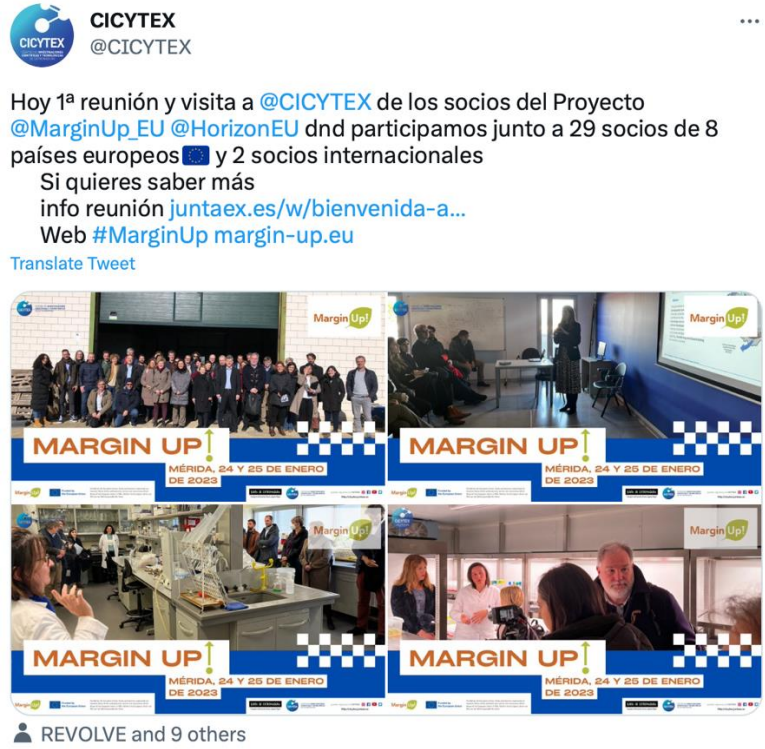 CICYTEX
CICYTEX
@CICYTEX
Hoy 1ª reunión y visita a @CICYTEX de los socios del Proyecto
@MarginUp_EU @HorizonEU dnd participamos junto a 29 socios de 8
países europeos🇪🇺 y 2 socios internacionales
Si quieres saber más
info reunión juntaex.es/w/bienvenida-a...
Web #MarginUp margin-up.eu
Translate Tweet
Margin Up!
MARGIN UP!
MÉRIDA, 24 Y 25 DE ENERO
DE 2023
Margin Up!
MARGIN UP!
MÉRIDA, 24 Y 25 DE ENERO
DE 2023
Margin Up!
MARGIN UP!
MÉRIDA, 24 Y 25 DE ENERO
DE 2023
CICYTEX
Margin Up!
MARGIN UP!
MÉRIDA, 24 Y 25 DE ENERO
DE 2023
REVOLVE and 9 others